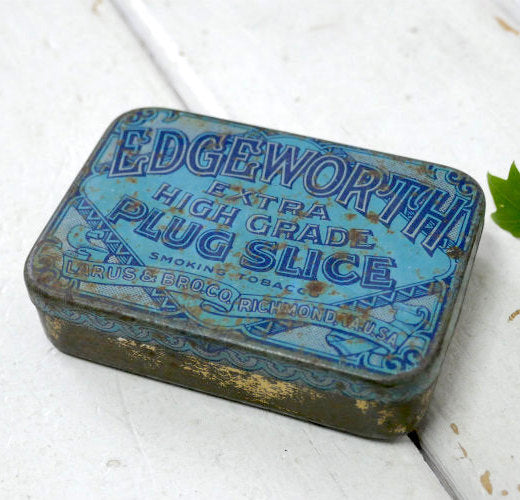 EDGEWORTH
EXTRA
HIGH GRADE
PLUG SLICE
SMOKING TOBACCO
LARUS & BRO.CO. RICHMOND, VA. U.S.A.